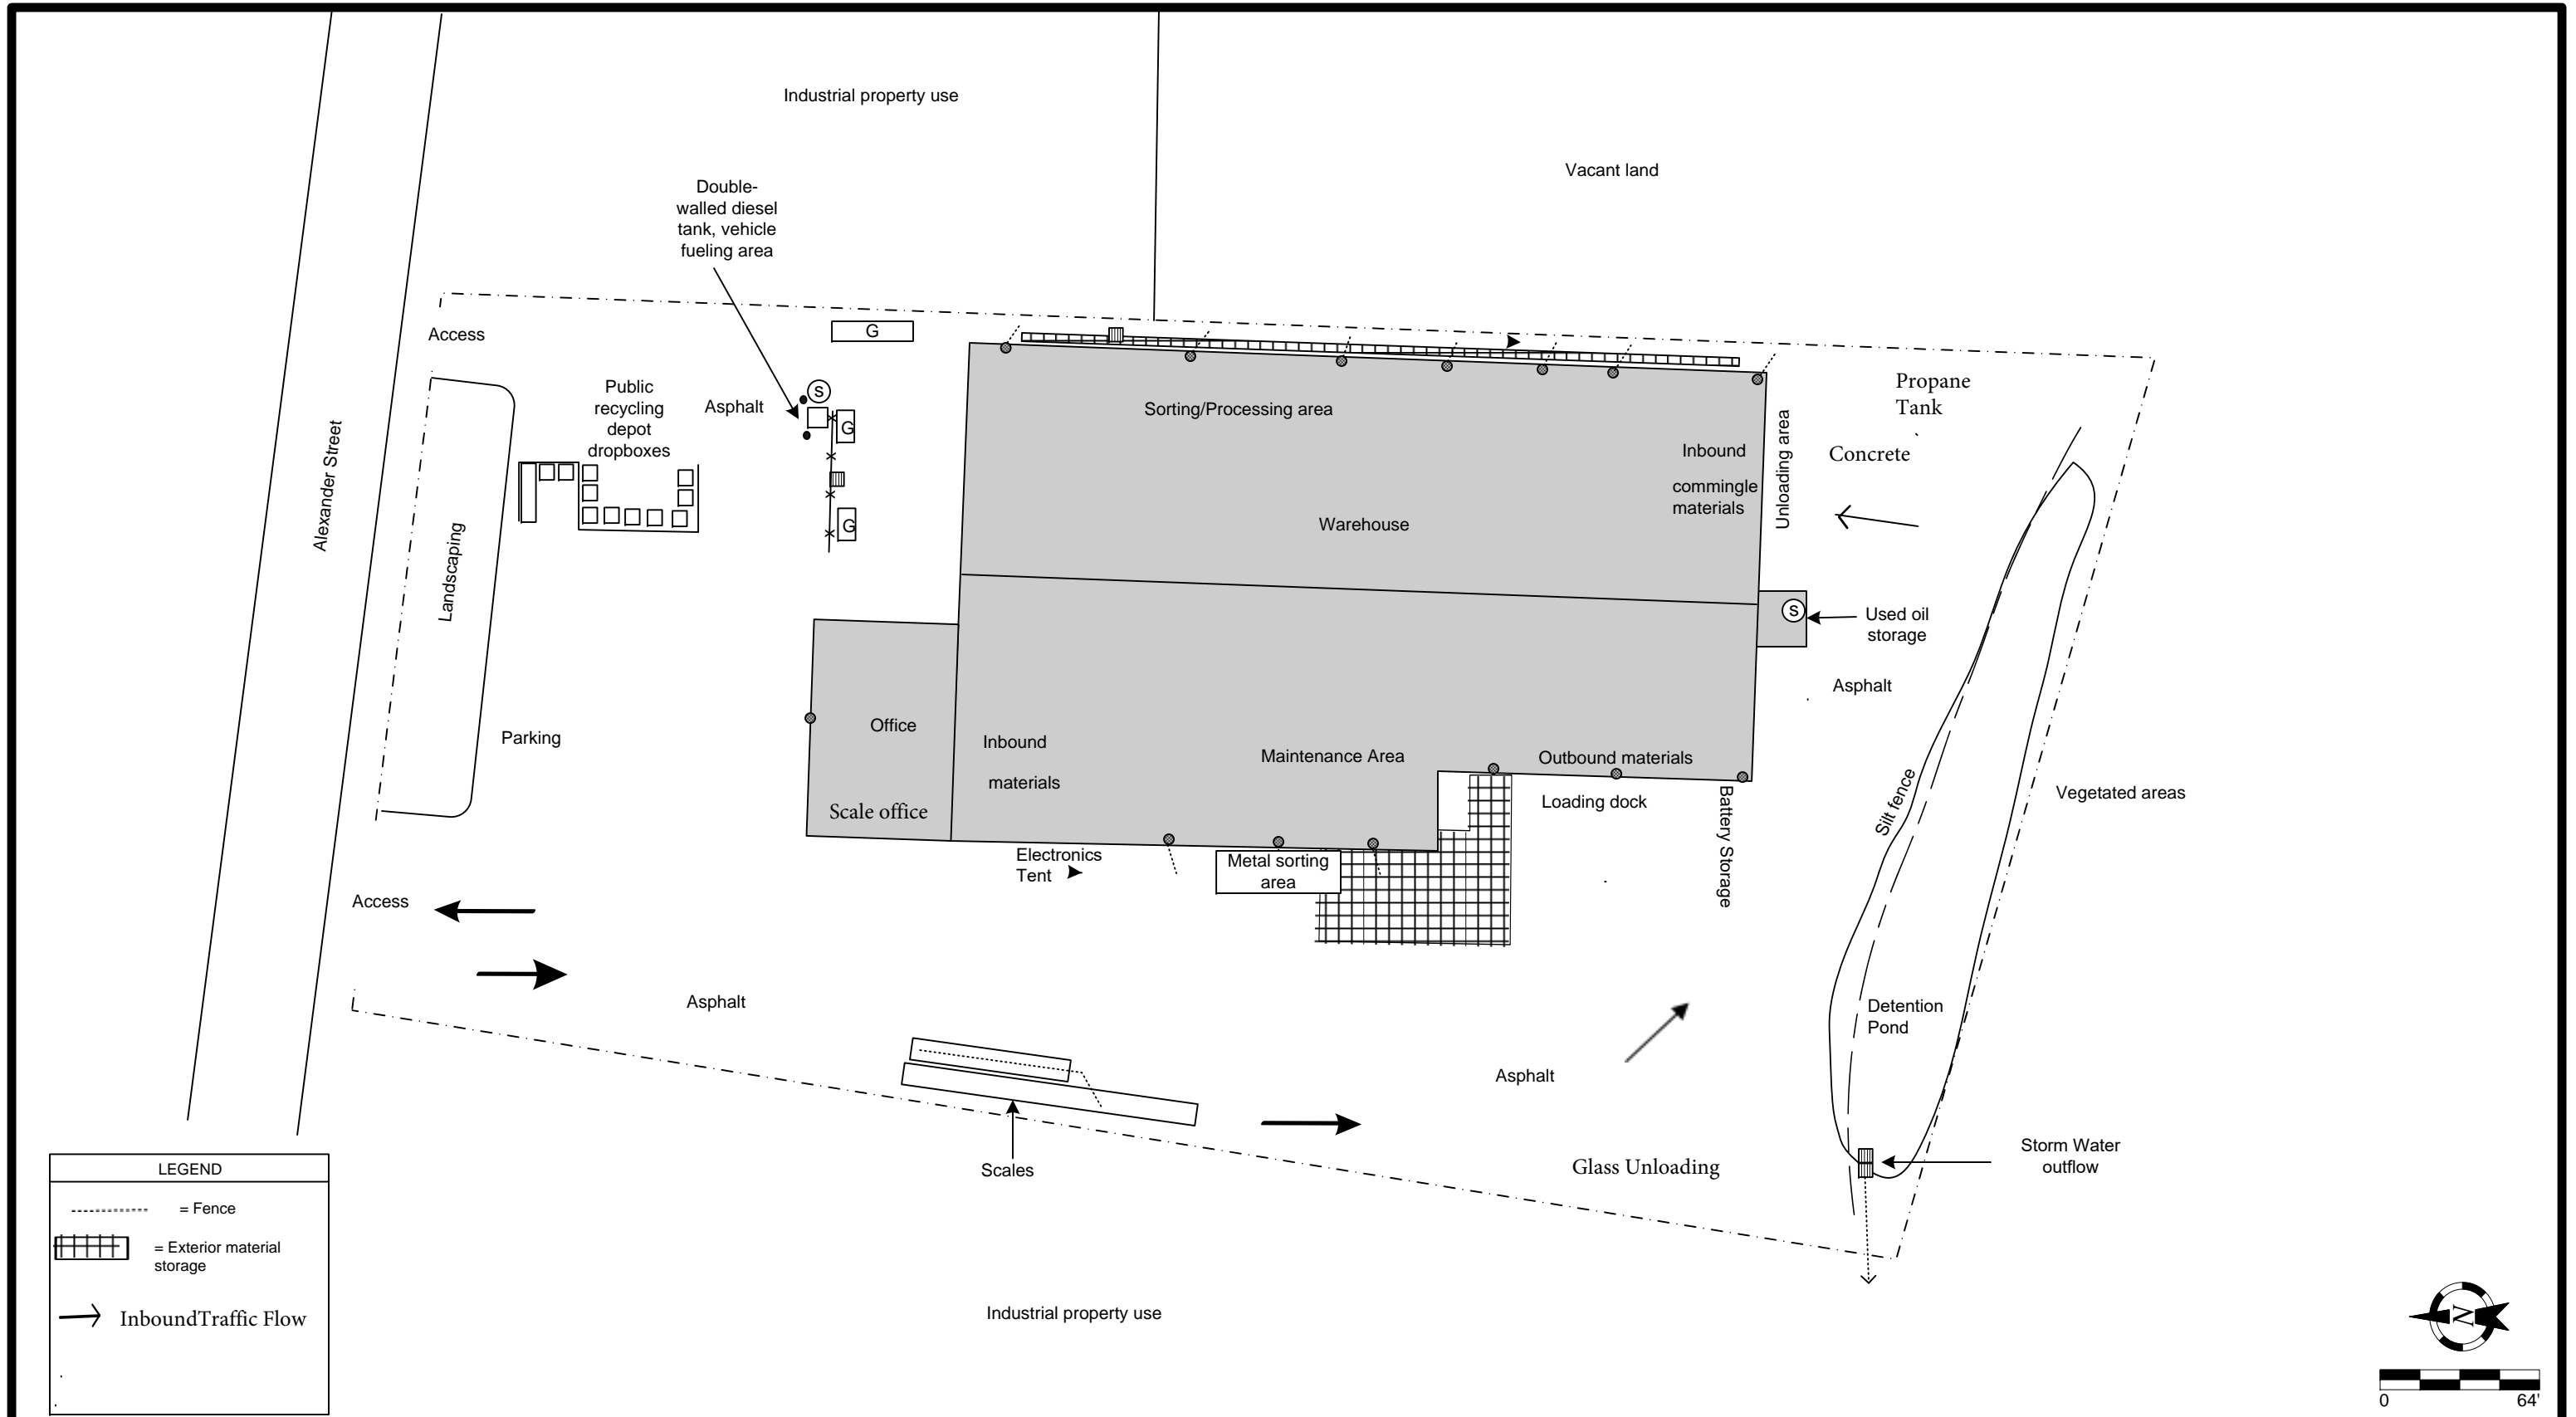 Industrial property use
Vacant land
Double-
walled diesel
tank, vehicle
fueling area
Access
G
Public
recycling
depot
dropboxes
Asphalt
S
G
G
Sorting/Processing area
Propane
Tank
Concrete
Inbound
commingle
materials
Unloading area
Warehouse
Alexander Street
Landscaping
S
Used oil
storage
Asphalt
Parking
Office
Scale office
Inbound
materials
Maintenance Area
Outbound materials
Loading dock
Battery Storage
Silt fence
Vegetated areas
Electronics
Tent
Metal sorting
area
Access
Asphalt
Detention
Pond
Asphalt
Scales
Glass Unloading
Storm Water
outflow
LEGEND
= Fence
= Exterior material
storage
InboundTraffic Flow
Industrial property use
N
0
64'